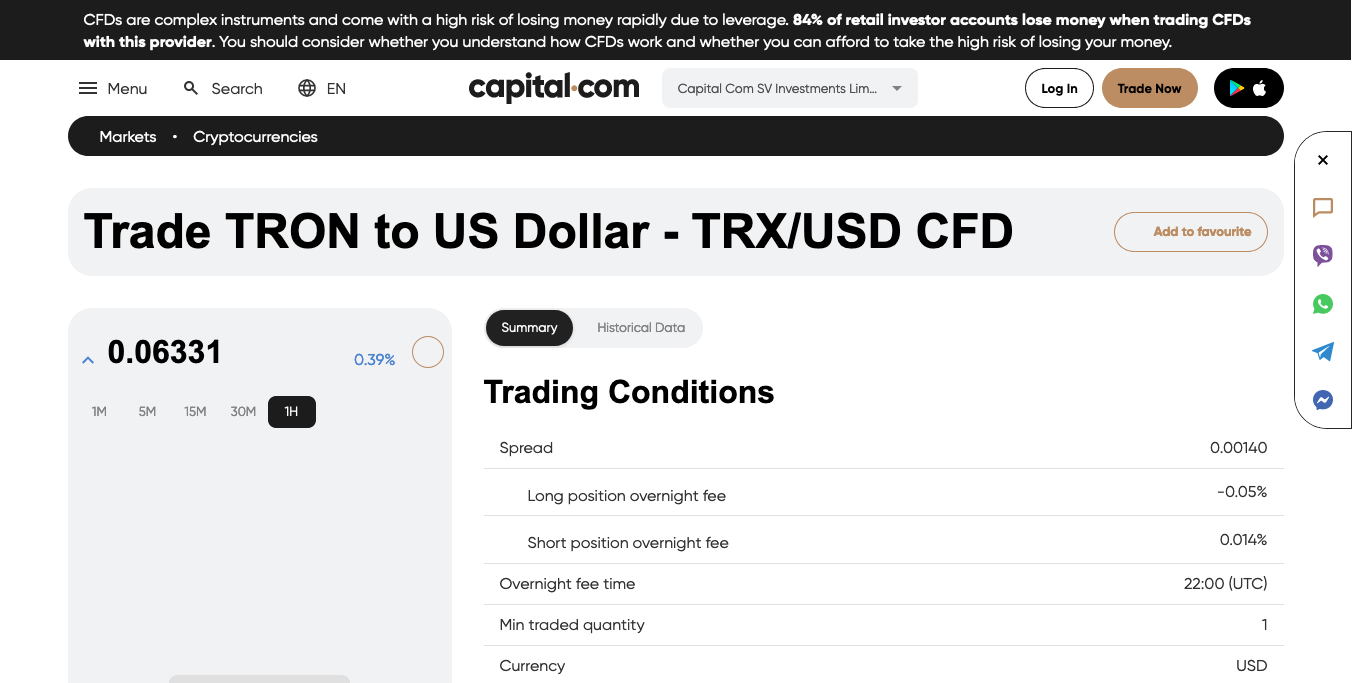 CFDs are complex instruments and come with a high risk of losing money rapidly due to leverage. 84% of retail investor accounts lose money when trading CFDs
with this provider. You should consider whether you understand how CFDs work and whether you can afford to take the high risk of losing your money.
Menu Search EN capital.com Capital Com SV Investments Lim... Log In Trade Now
Markets • Cryptocurrencies
Trade TRON to US Dollar - TRX/USD CFD Add to favourite
0.06331 0.39%
1M 5M 15M 30M 1H
Summary Historical Data
Trading Conditions
Spread 0.00140
Long position overnight fee -0.05%
Short position overnight fee 0.014%
Overnight fee time 22:00 (UTC)
Min traded quantity 1
Currency USD